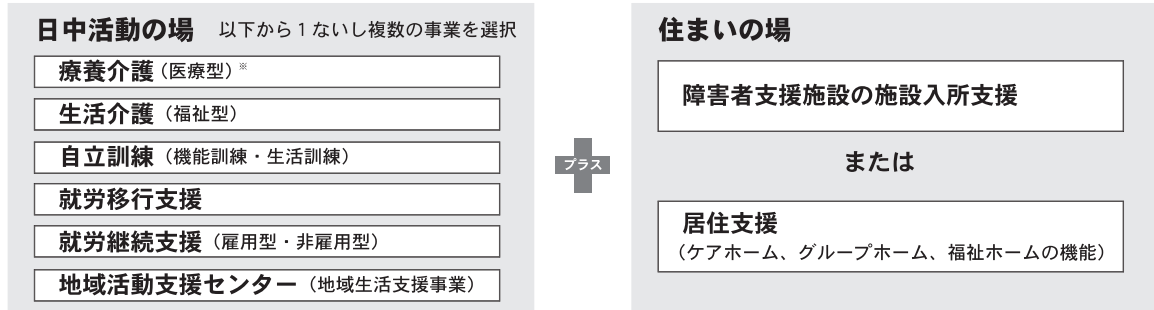 日中活動の場 以下から1ないし複数の事業を選択
療養介護（医療型）※
生活介護（福祉型）
自立訓練（機能訓練・生活訓練）
就労移行支援
就労継続支援（雇用型・非雇用型）
地域活動支援センター（地域生活支援事業）
プラス
住まいの場
障害者支援施設の施設入所支援
または
居住支援
（ケアホーム、グループホーム、福祉ホームの機能）